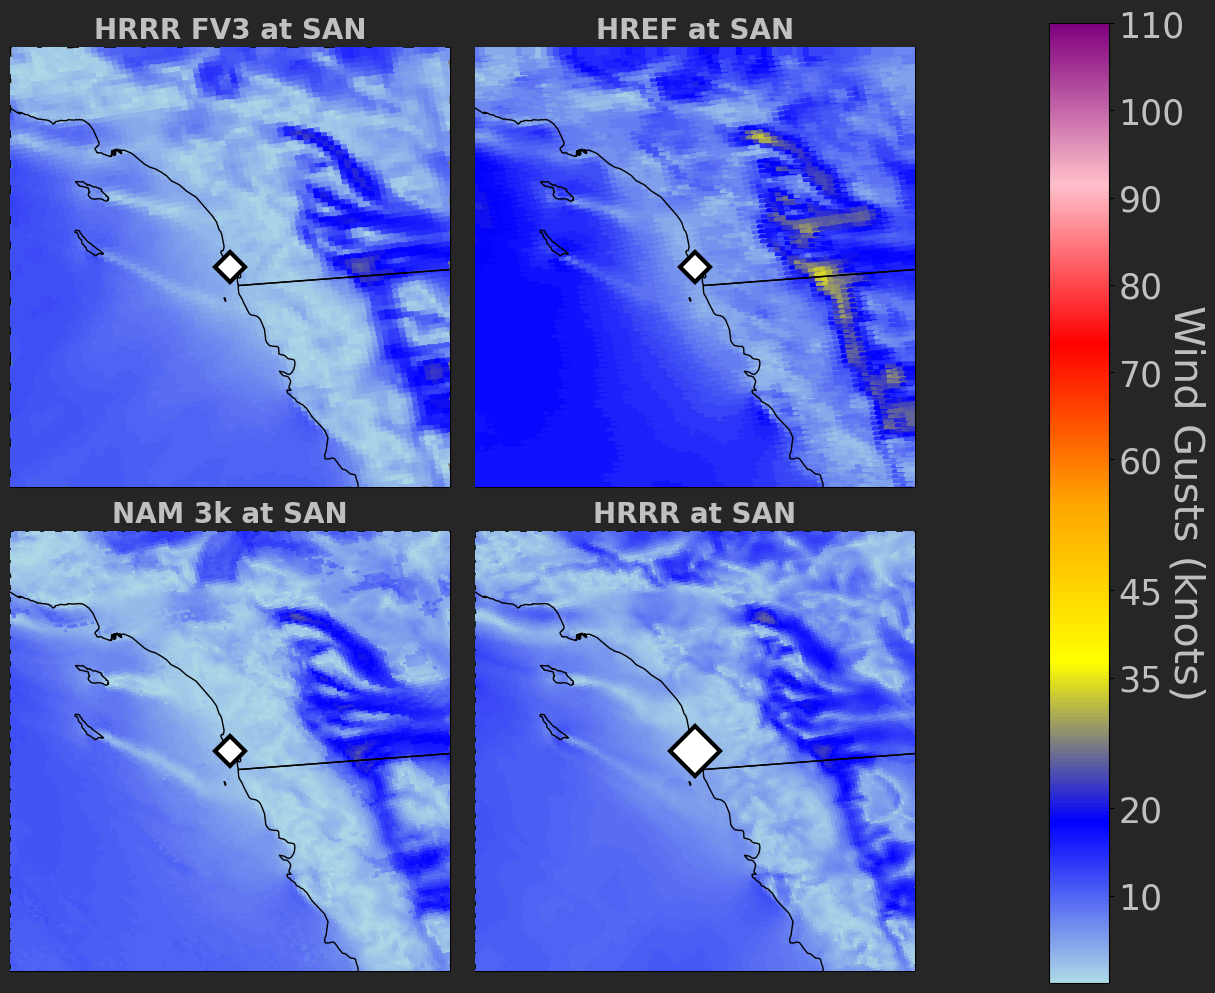 HRRR FV3 at SAN
HREF at SAN
NAM 3k at SAN
HRRR at SAN
110
100
90
80
70
60
45
35
20
10
Wind Gusts (knots)